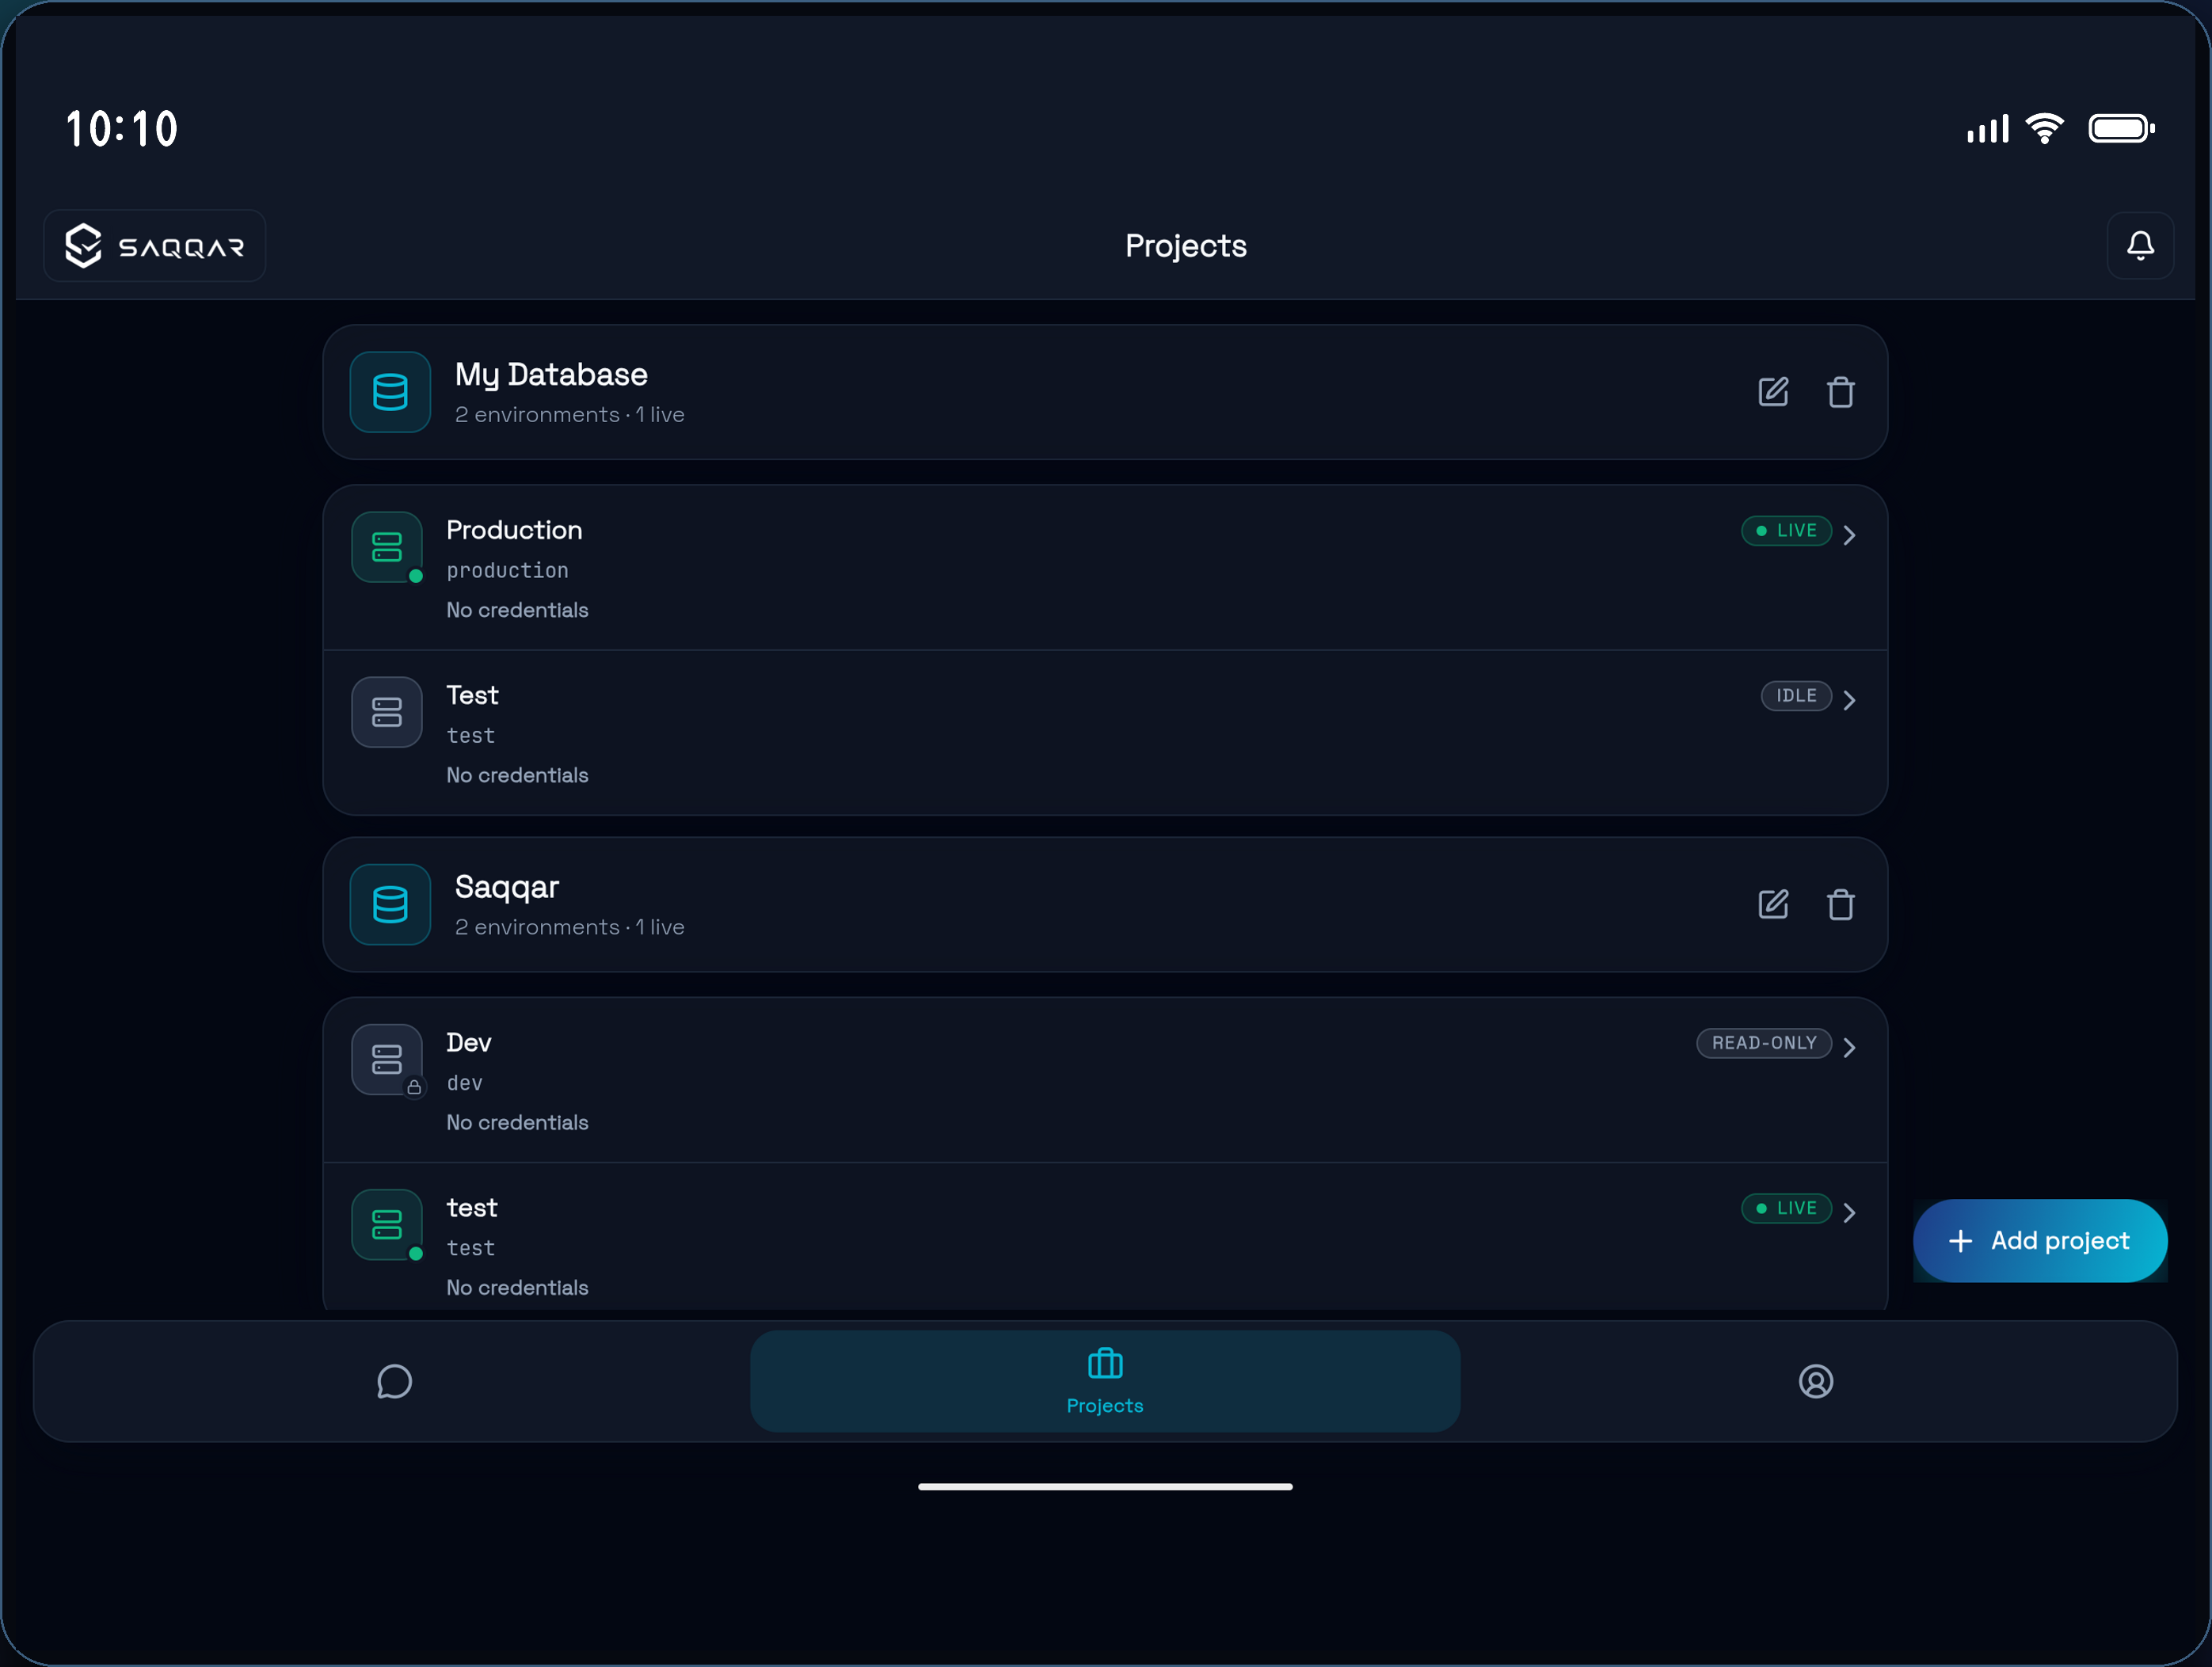 10:10
SAQQAR
Projects
My Database
2 environments · 1 live
Production
LIVE
production
No credentials
Test
IDLE
test
No credentials
Saqqar
2 environments · 1 live
Dev
READ-ONLY
dev
No credentials
test
LIVE
test
No credentials
Add project
Projects